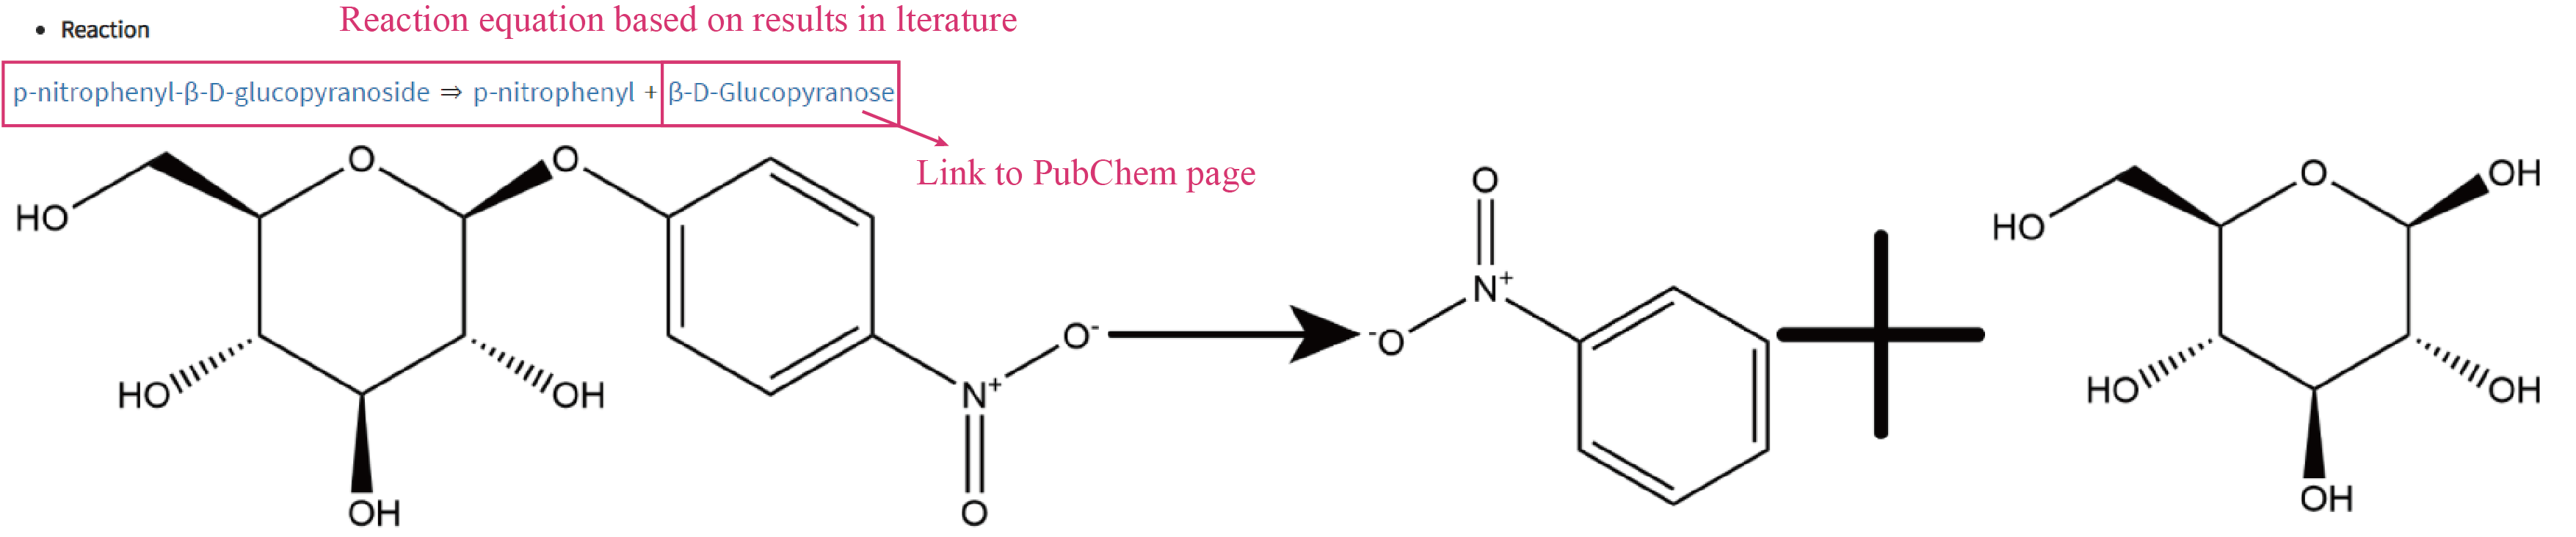 Reaction equation based on results in lterature
• Reaction
p-nitrophenyl-β-D-glucopyranoside ⇒ p-nitrophenyl + β-D-Glucopyranose
Link to PubChem page
HO
O
O
HO
OH
OH
N+
O-
O
O
N+
-O
HO
O
OH
HO
OH
OH